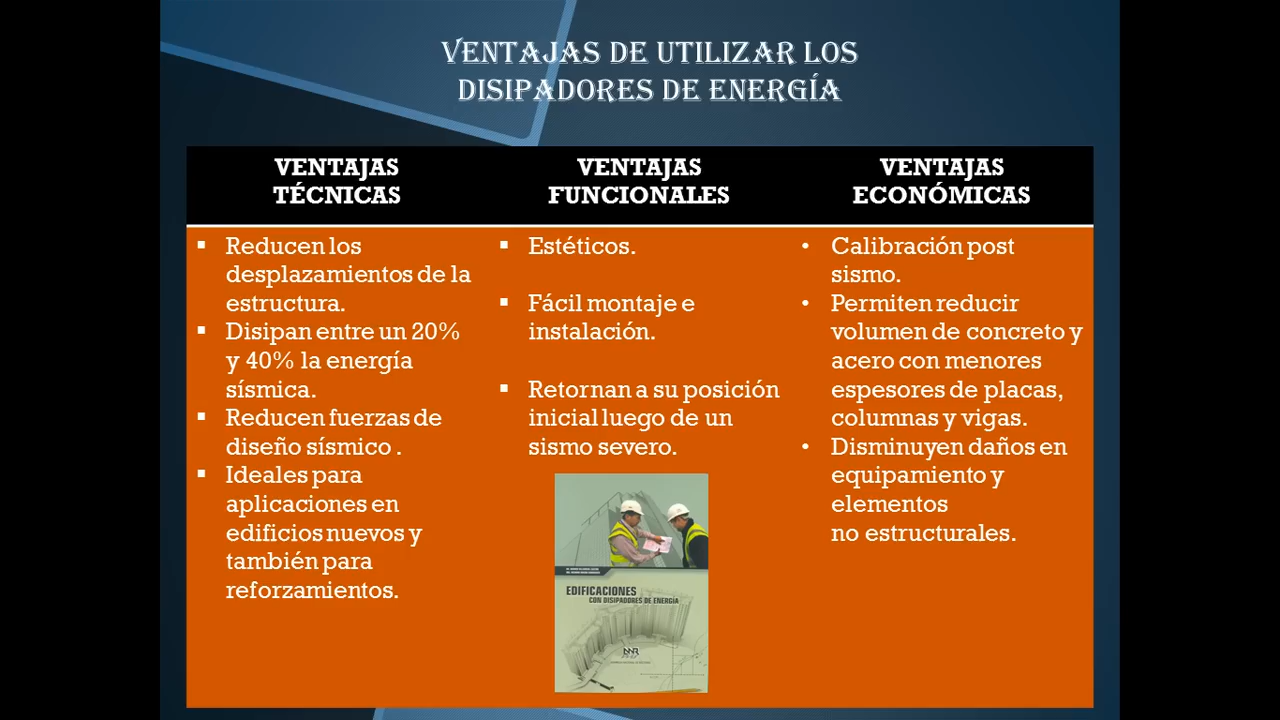 VENTAJAS DE UTILIZAR LOS
DISIPADORES DE ENERGÍA
VENTAJAS
TÉCNICAS
▪ Reducen los
desplazamientos de la
estructura.
▪ Disipan entre un 20%
y 40% la energía
sísmica.
▪ Reducen fuerzas de
diseño sísmico .
▪ Ideales para
aplicaciones en
edificios nuevos y
también para
reforzamientos.
VENTAJAS
FUNCIONALES
▪ Estéticos.
▪ Fácil montaje e
instalación.
▪ Retornan a su posición
inicial luego de un
sismo severo.
EDIFICACIONES
CON DISIPADORES DE ENERGÍA
VENTAJAS
ECONÓMICAS
• Calibración post
sismo.
• Permiten reducir
volumen de concreto y
acero con menores
espesores de placas,
columnas y vigas.
• Disminuyen daños en
equipamiento y
elementos
no estructurales.